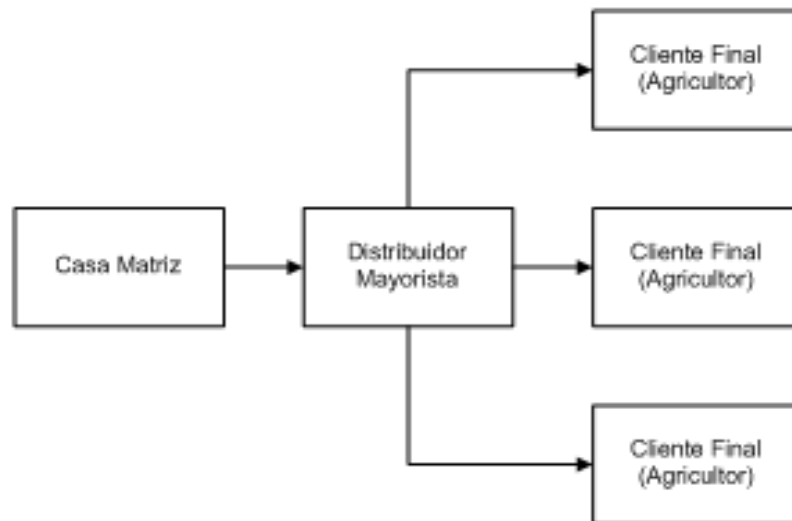 Cliente Final
(Agricultor)
Casa Matriz
Distribuidor
Mayorista
Cliente Final
(Agricultor)
Cliente Final
(Agricultor)